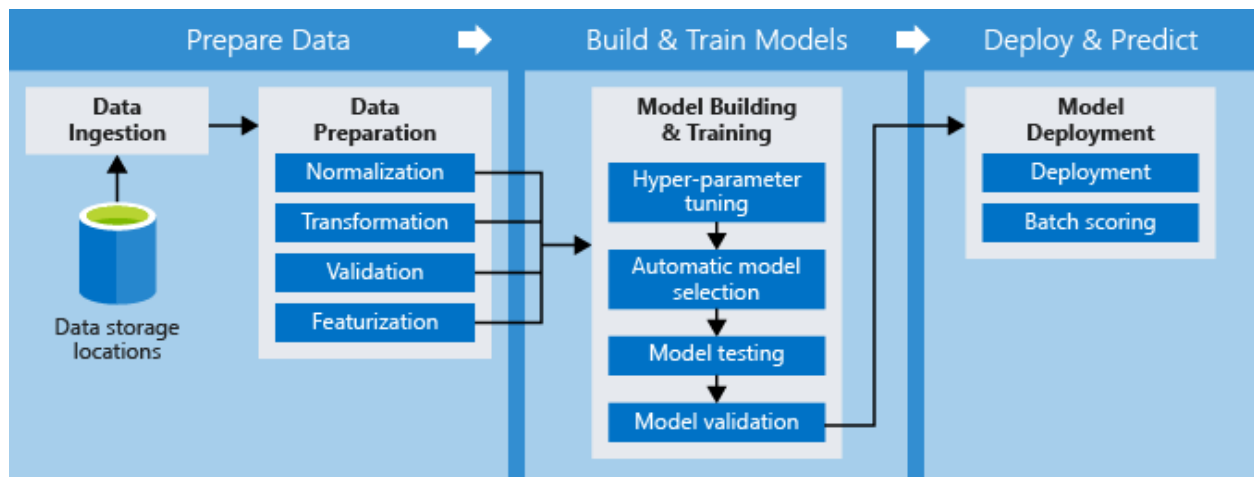 Prepare Data
Build & Train Models
Deploy & Predict
Data
Ingestion
Data storage
locations
Data
Preparation
Normalization
Transformation
Validation
Featurization
Model Building
& Training
Hyper-parameter
tuning
Automatic model
selection
Model testing
Model validation
Model
Deployment
Deployment
Batch scoring